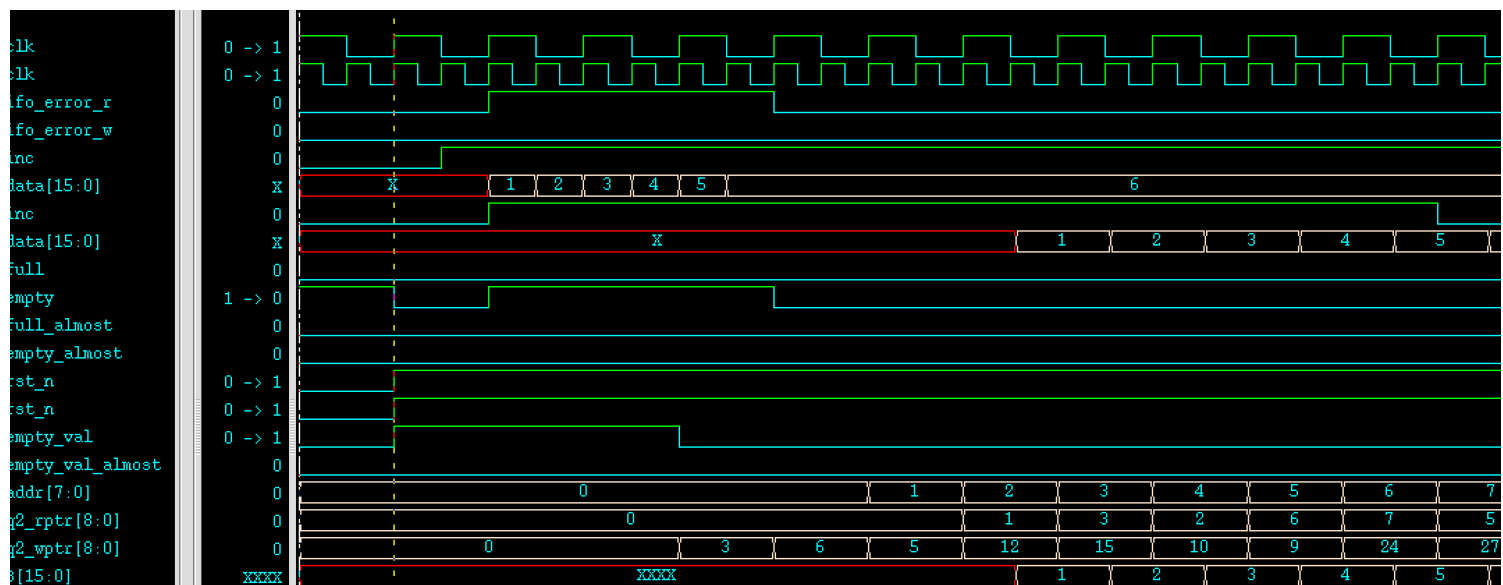 clk 0 -> 1
clk 0 -> 1
ifo_error_r 0
ifo_error_w 0
inc 0
data[15:0] X X 1 2 3 4 5 6
inc 0
data[15:0] X X 1 2 3 4 5
full 0
empty 1 -> 0
full_almost 0
empty_almost 0
rst_n 0 -> 1
rst_n 0 -> 1
empty_val 0 -> 1
empty_val_almost 0
addr[7:0] 0 0 1 2 3 4 5 6 7
q2_rptr[8:0] 0 0 1 3 2 6 7 5
q2_wptr[8:0] 0 0 3 6 5 12 15 10 9 24 27
[15:0] XXXX XXXX 1 2 3 4 5